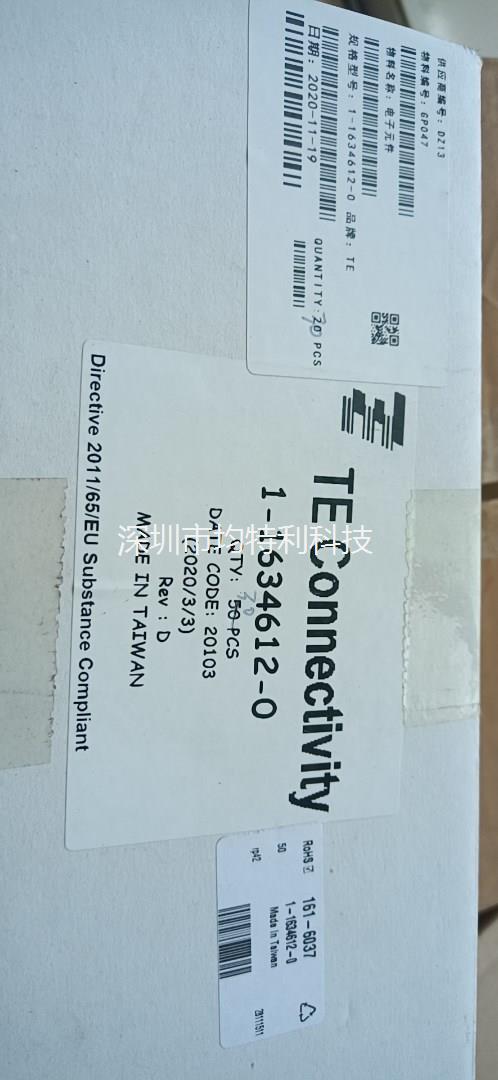 供应商编号: DZ13
物料编号: GP047
物料名称: 电子元件
规格型号: 1-1634612-0 品牌: TE
日期: 2020-11-19
QUANTITY: 20 PCS
TE Connectivity
1-1634612-0
QTY: 50 PCS
30
DATE CODE: 20103
(2020/3/3)
Rev : D
MADE IN TAIWAN
Directive 2011/65/EU Substance Compliant
深圳市均特利科技
RoHS 161-6037
1-1634612-0
50 Made In Taiwan
rp42